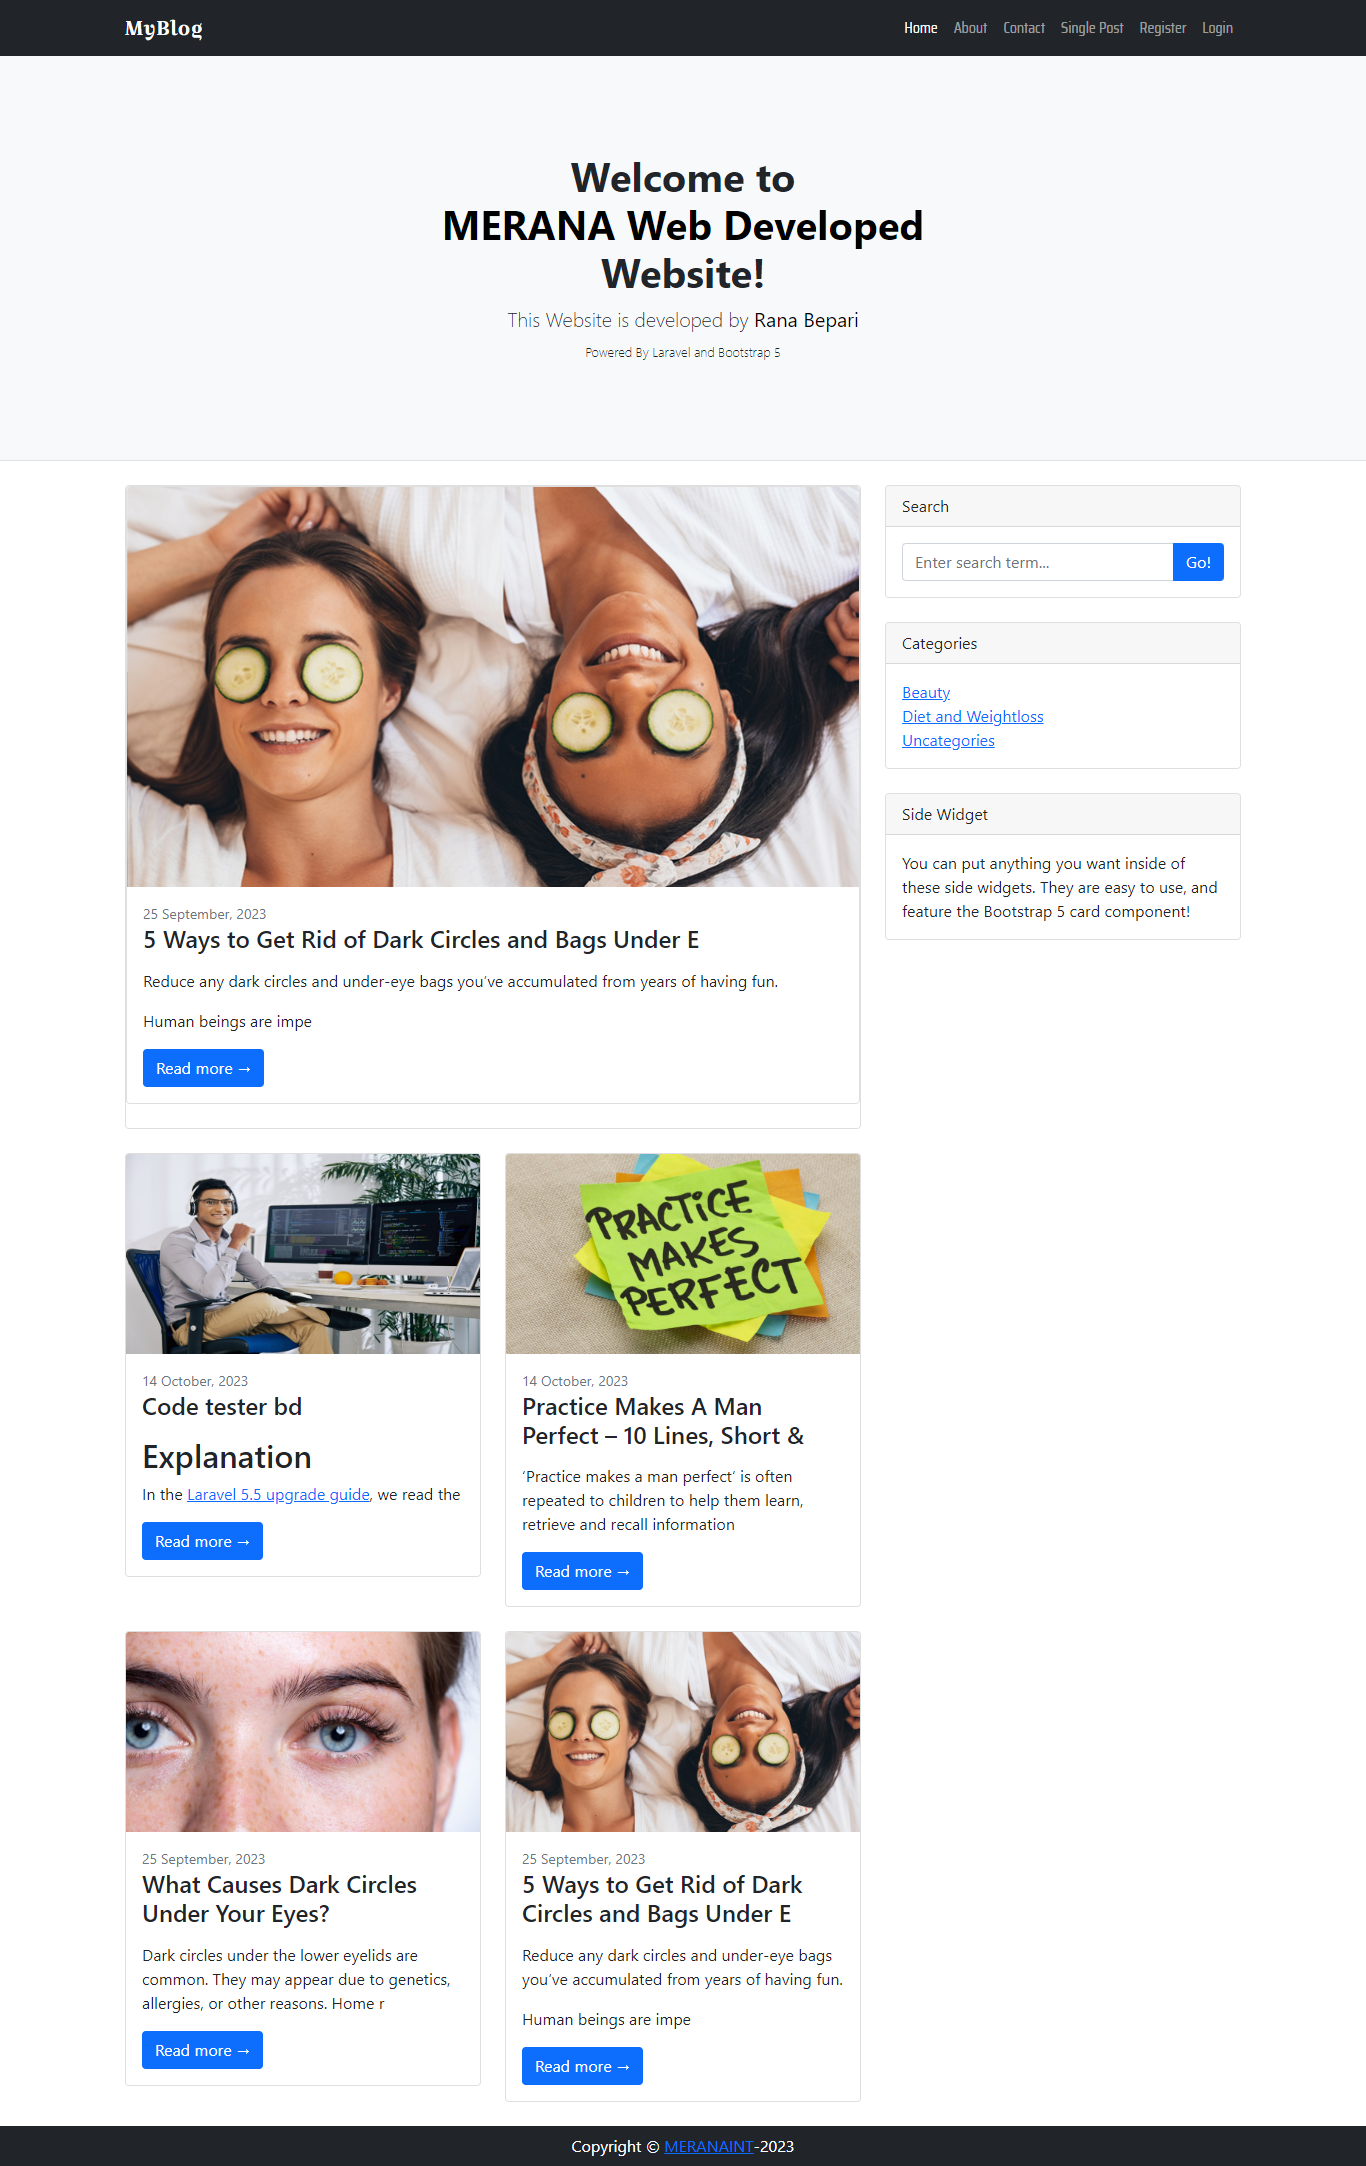 MyBlog
Home About Contact Single Post Register Login
Welcome to
MERANA Web Developed
Website!
This Website is developed by Rana Bepari
Powered By Laravel and Bootstrap 5
25 September, 2023
5 Ways to Get Rid of Dark Circles and Bags Under E
Reduce any dark circles and under-eye bags you’ve accumulated from years of having fun.
Human beings are impe
Read more →
Search
Enter search term...
Go!
Categories
Beauty
Diet and Weightloss
Uncategories
Side Widget
You can put anything you want inside of
these side widgets. They are easy to use, and
feature the Bootstrap 5 card component!
14 October, 2023
Code tester bd
Explanation
In the Laravel 5.5 upgrade guide, we read the
Read more →
PRACTICE
MAKES
PERFECT
14 October, 2023
Practice Makes A Man
Perfect – 10 Lines, Short &
‘Practice makes a man perfect’ is often
repeated to children to help them learn,
retrieve and recall information
Read more →
25 September, 2023
What Causes Dark Circles
Under Your Eyes?
Dark circles under the lower eyelids are
common. They may appear due to genetics,
allergies, or other reasons. Home r
Read more →
25 September, 2023
5 Ways to Get Rid of Dark
Circles and Bags Under E
Reduce any dark circles and under-eye bags
you’ve accumulated from years of having fun.
Human beings are impe
Read more →
Copyright © MERANAINT-2023